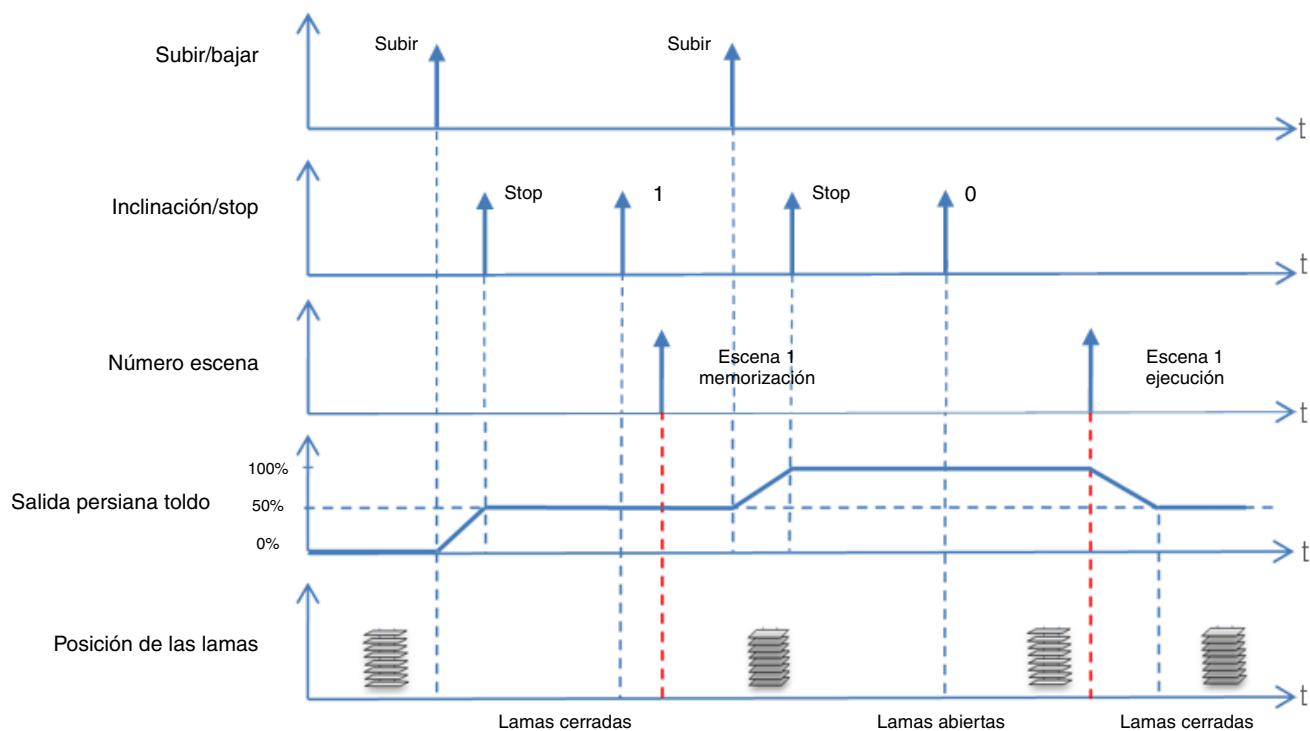 Subir/bajar
Subir
Subir
t
Inclinación/stop
Stop
1
Stop
0
t
Número escena
Escena 1
memorización
Escena 1
ejecución
t
Salida persiana toldo
100%
50%
0%
t
Posición de las lamas
t
Lamas cerradas
Lamas abiertas
Lamas cerradas